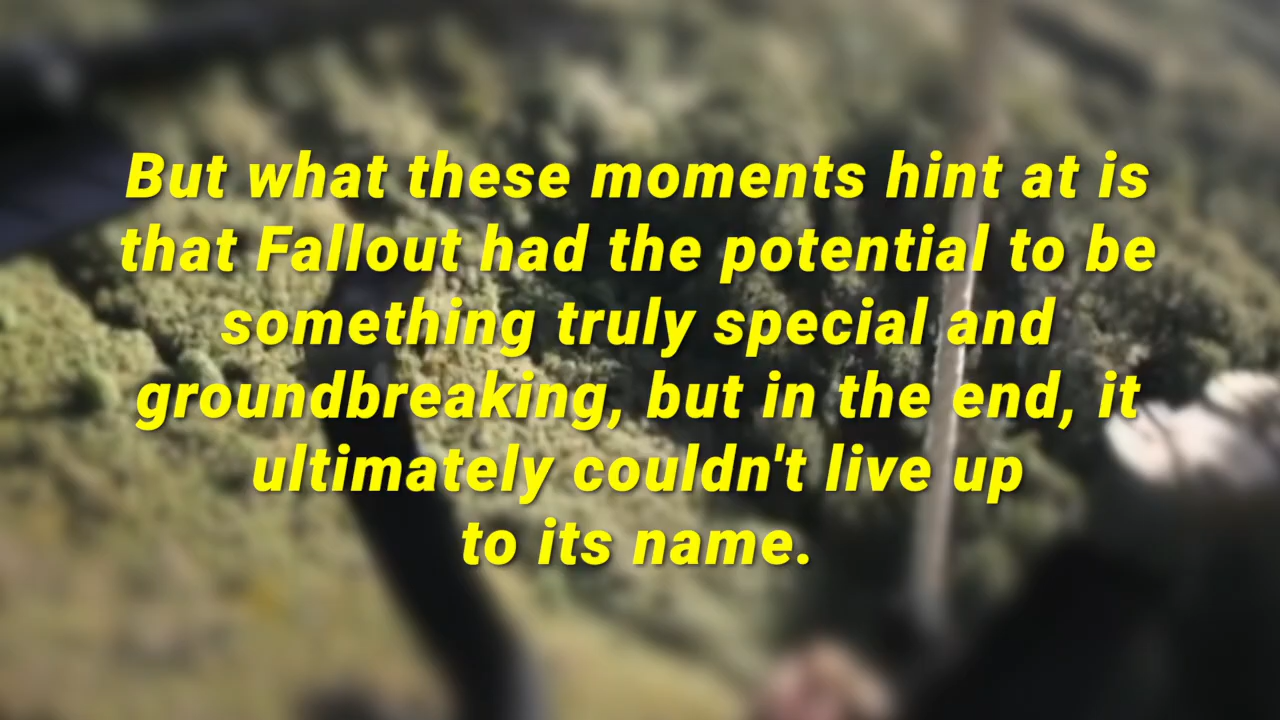 But what these moments hint at is
that Fallout had the potential to be
something truly special and
groundbreaking, but in the end, it
ultimately couldn't live up
to its name.